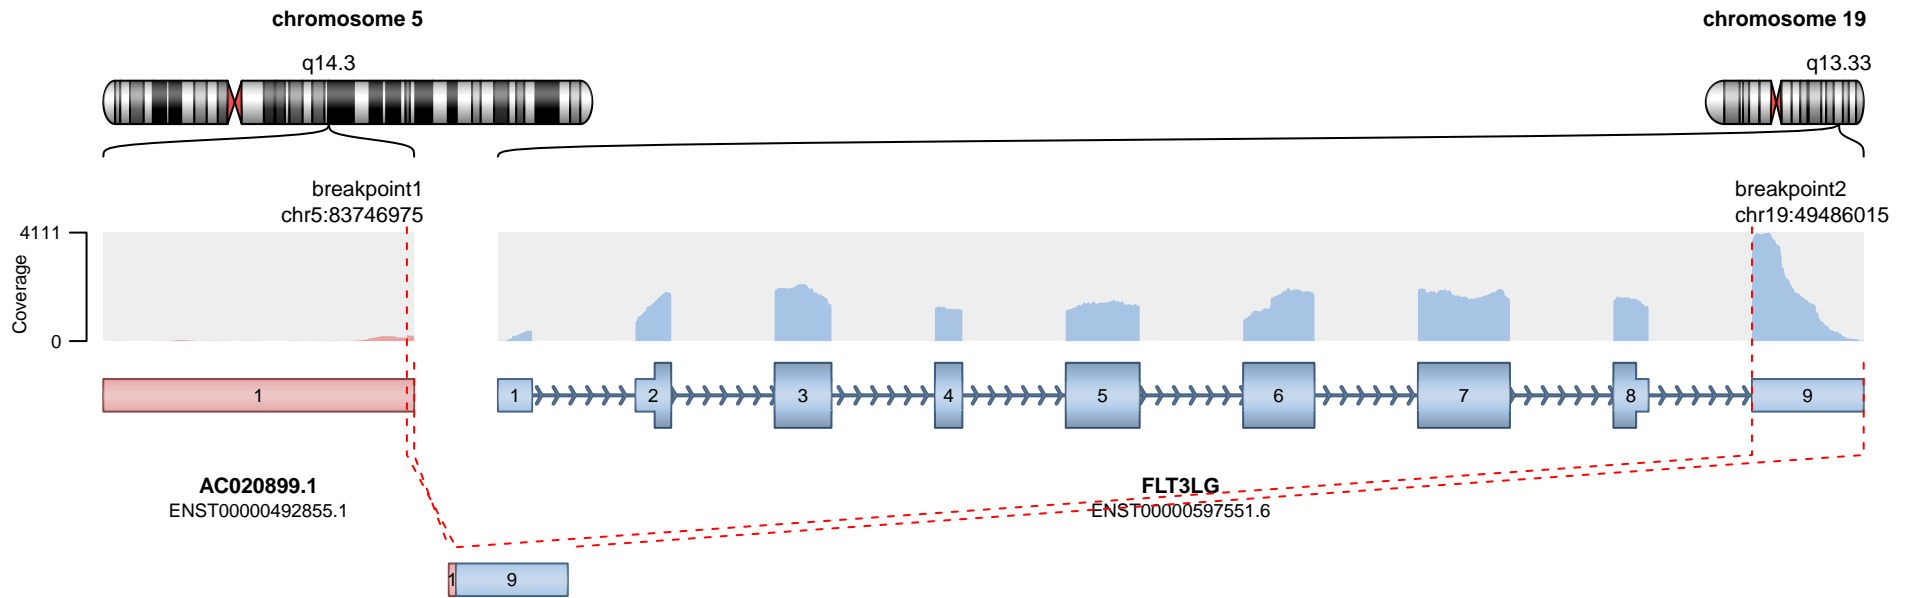 chromosome 5
chromosome 19
q14.3
q13.33
breakpoint1
chr5:83746975
breakpoint2
chr19:49486015
4111
Coverage
0
1
1
2
3
4
5
6
7
8
9
AC020899.1
ENST00000492855.1
FLT3LG
ENST00000597551.6
1
9